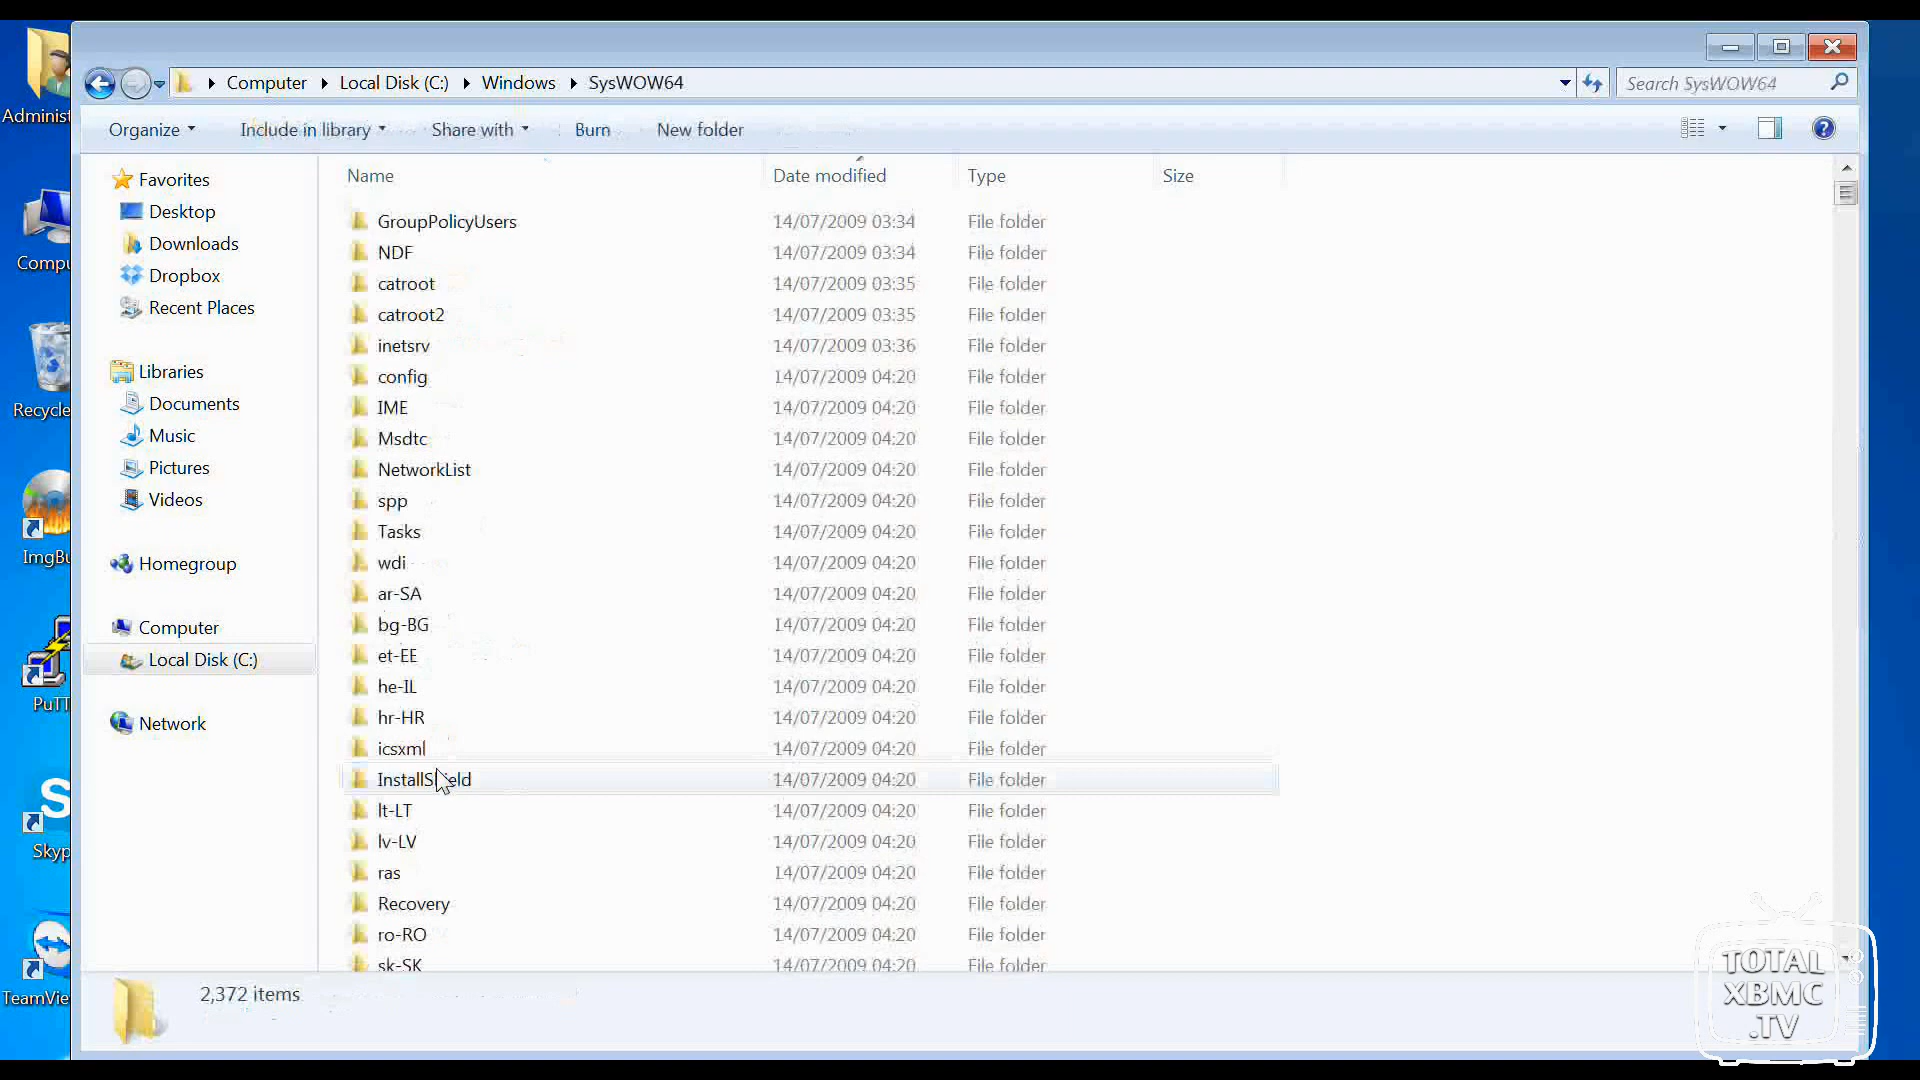 Computer Local Disk (C:) Windows SysWOW64 Search SysWOW64
Organize Include in library Share with Burn New folder
Name Date modified Type Size
Favorites
Desktop
Downloads
Dropbox
Recent Places
Libraries
Documents
Music
Pictures
Videos
Homegroup
Computer
Local Disk (C:)
Network
GroupPolicyUsers 14/07/2009 03:34 File folder
NDF 14/07/2009 03:34 File folder
catroot 14/07/2009 03:35 File folder
catroot2 14/07/2009 03:35 File folder
inetsrv 14/07/2009 03:36 File folder
config 14/07/2009 04:20 File folder
IME 14/07/2009 04:20 File folder
Msdtc 14/07/2009 04:20 File folder
NetworkList 14/07/2009 04:20 File folder
spp 14/07/2009 04:20 File folder
Tasks 14/07/2009 04:20 File folder
wdi 14/07/2009 04:20 File folder
ar-SA 14/07/2009 04:20 File folder
bg-BG 14/07/2009 04:20 File folder
et-EE 14/07/2009 04:20 File folder
he-IL 14/07/2009 04:20 File folder
hr-HR 14/07/2009 04:20 File folder
icsxml 14/07/2009 04:20 File folder
InstallShield 14/07/2009 04:20 File folder
lt-LT 14/07/2009 04:20 File folder
lv-LV 14/07/2009 04:20 File folder
ras 14/07/2009 04:20 File folder
Recovery 14/07/2009 04:20 File folder
ro-RO 14/07/2009 04:20 File folder
sk-SK 14/07/2009 04:20 File folder
2,372 items
Administ
Compu
Recycle
ImgBu
PuTT
Skyp
TeamVie
TOTAL
XBMC
.TV